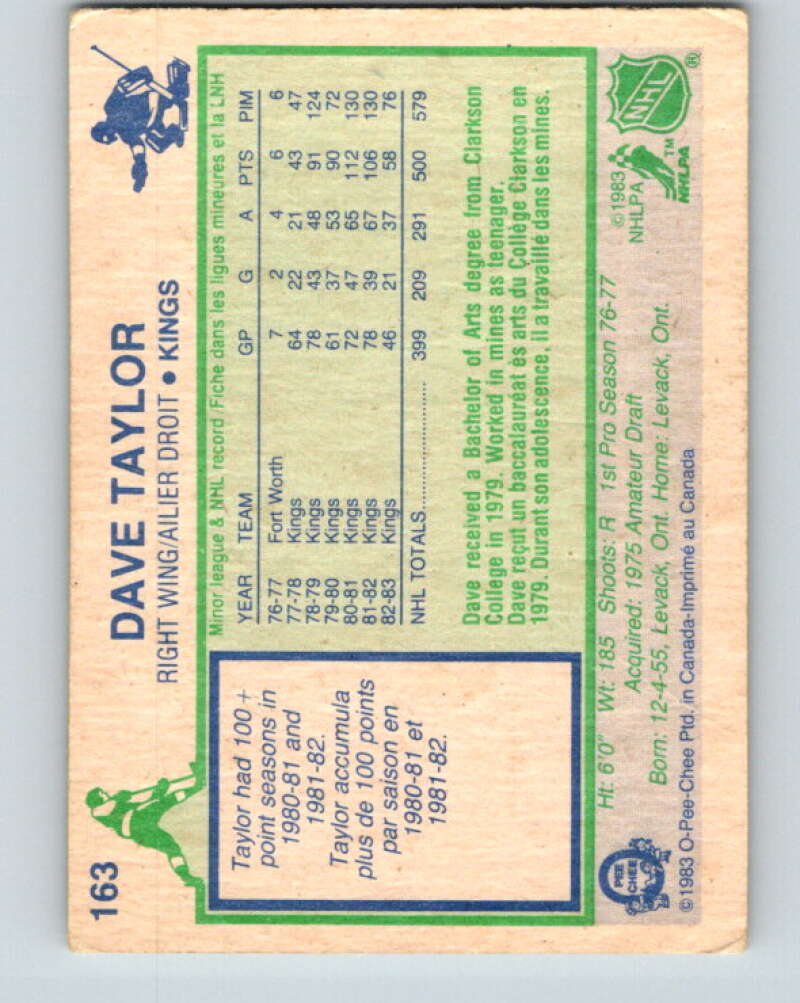 163
DAVE TAYLOR
RIGHT WING/AILIER DROIT • KINGS
Taylor had 100 +
point seasons in
1980-81 and
1981-82.
Taylor accumula
plus de 100 points
par saison en
1980-81 et
1981-82.
Minor league & NHL record / Fiche dans les ligues mineures et la LNH
YEAR TEAM GP G A PTS PIM
76-77 Fort Worth 7 2 4 6 6
77-78 Kings 64 22 21 43 47
78-79 Kings 78 43 48 91 124
79-80 Kings 61 37 53 90 72
80-81 Kings 72 47 65 112 130
81-82 Kings 78 39 67 106 130
82-83 Kings 46 21 37 58 76
NHL TOTALS.................... 399 209 291 500 579
Dave received a Bachelor of Arts degree from Clarkson
College in 1979. Worked in mines as teenager.
Dave reçut un baccalauréat ès arts du Collège Clarkson en
1979. Durant son adolescence, il a travaillé dans les mines.
Ht: 6'0" Wt: 185 Shoots: R 1st Pro Season 76-77
Acquired: 1975 Amateur Draft
Born: 12-4-55, Levack, Ont. Home: Levack, Ont.
©1983 O-Pee-Chee Ptd. in Canada-Imprimé au Canada
O
PEE
CHEE
©1983
NHLPA
NHL
®
TM
NHLPA